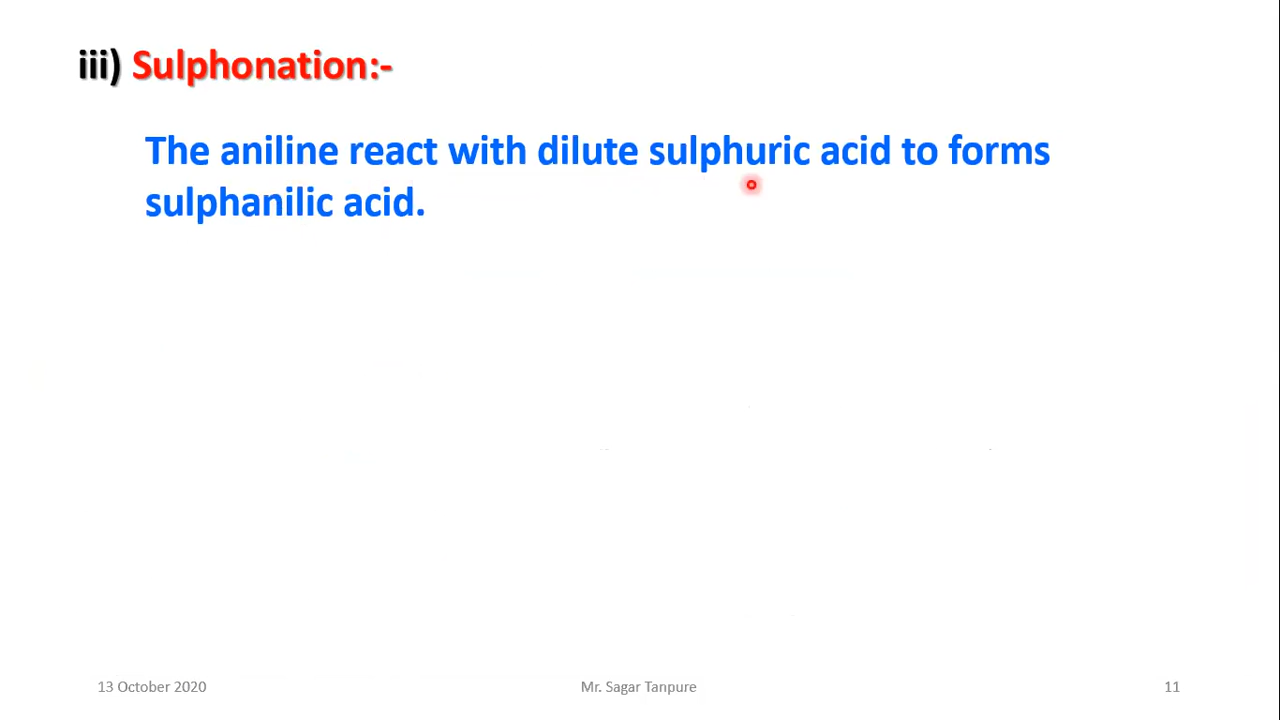 iii) Sulphonation:-
The aniline react with dilute sulphuric acid to forms
sulphanilic acid.
13 October 2020
Mr. Sagar Tanpure
11